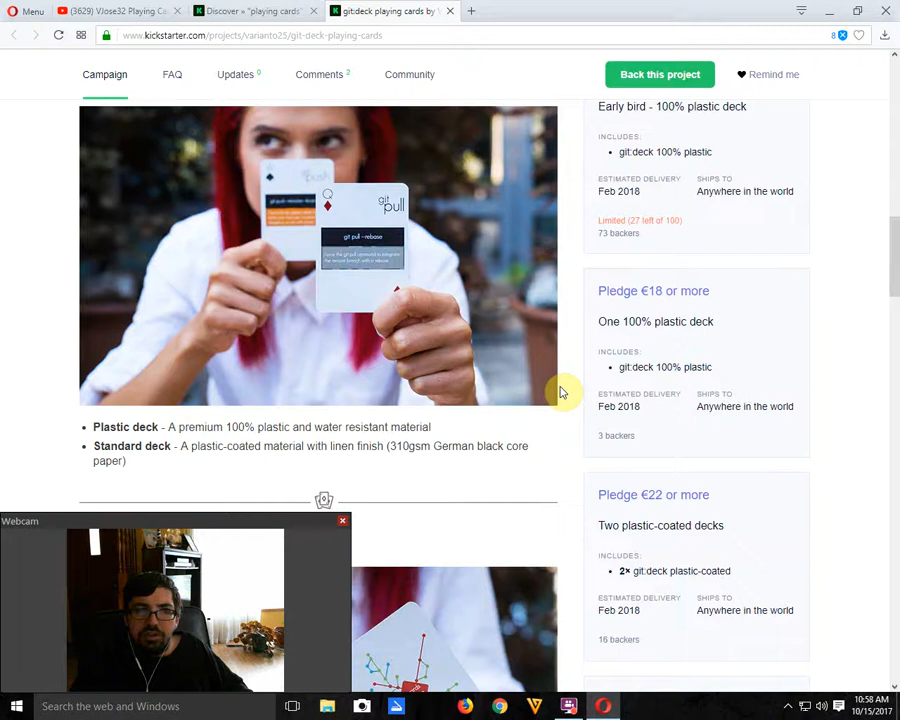 Menu
(3629) VJose32 Playing Ca
Discover » "playing cards"
git:deck playing cards by V
www.kickstarter.com/projects/varianto25/git-deck-playing-cards
8
Campaign
FAQ
Updates 0
Comments 2
Community
Back this project
Remind me
push
Q
git pull
git pull --rebase
Early bird - 100% plastic deck
INCLUDES:
• git:deck 100% plastic
ESTIMATED DELIVERY SHIPS TO
Feb 2018 Anywhere in the world
Limited (27 left of 100)
73 backers
Pledge €18 or more
One 100% plastic deck
INCLUDES:
• git:deck 100% plastic
ESTIMATED DELIVERY SHIPS TO
Feb 2018 Anywhere in the world
3 backers
• Plastic deck - A premium 100% plastic and water resistant material
• Standard deck - A plastic-coated material with linen finish (310gsm German black core
paper)
Pledge €22 or more
Two plastic-coated decks
INCLUDES:
• 2× git:deck plastic-coated
ESTIMATED DELIVERY SHIPS TO
Feb 2018 Anywhere in the world
16 backers
Webcam
Search the web and Windows
10:58 AM
10/15/2017